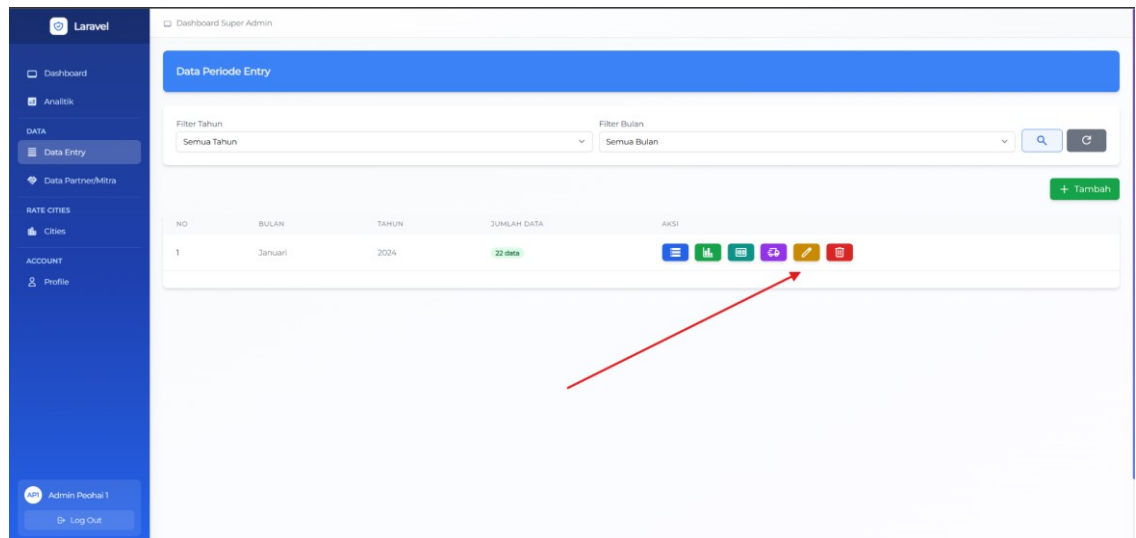 Laravel
Dashboard Super Admin
Dashboard
Analitik
DATA
Data Entry
Data Partner/Mitra
RATE CITIES
Cities
ACCOUNT
Profile
AP1
Admin Peohai 1
Log Out
Data Periode Entry
Filter Tahun
Filter Bulan
Semua Tahun
Semua Bulan
+ Tambah
NO BULAN TAHUN JUMLAH DATA AKSI
1 Januari 2024 22 data